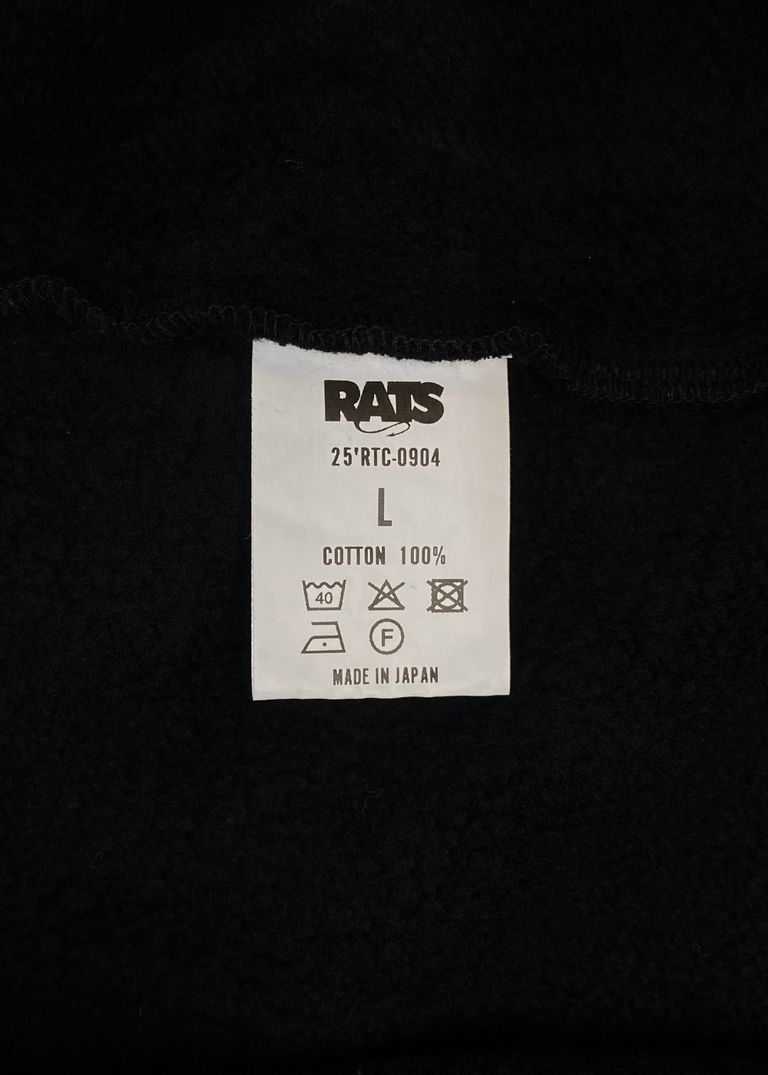 RATS
25'RTC-0904
L
COTTON 100%
40
F
MADE IN JAPAN